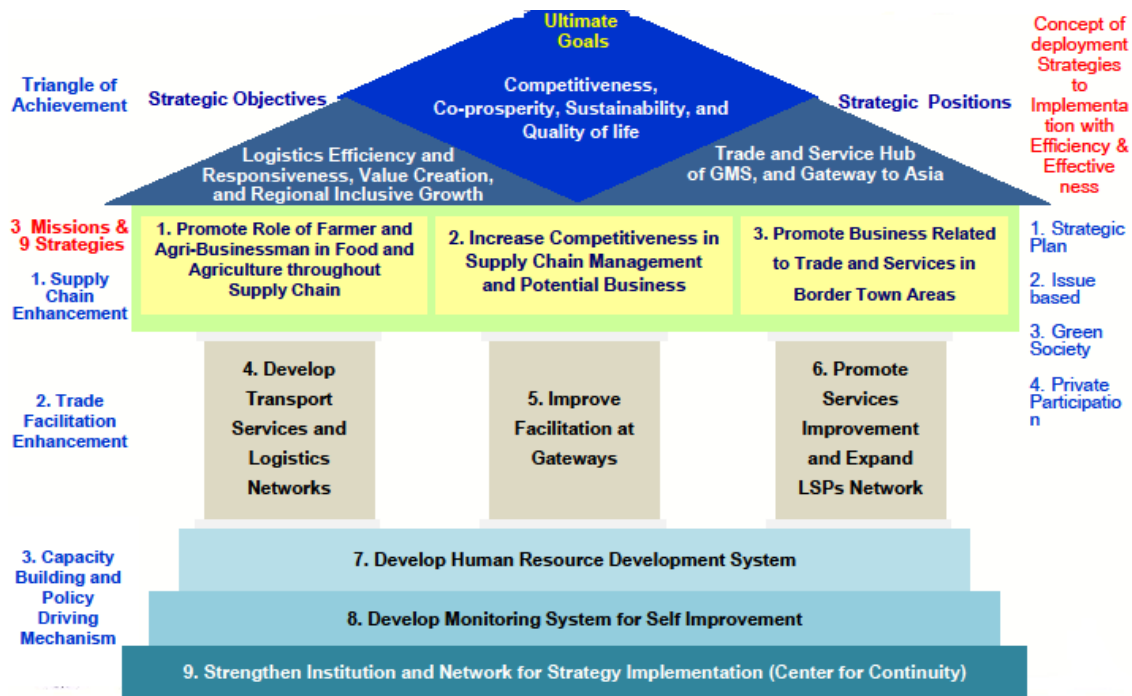 Ultimate
Goals
Competitiveness,
Co-prosperity, Sustainability, and
Quality of life
Triangle of
Achievement
Strategic Objectives
Strategic Positions
Concept of
deployment
Strategies
to
Implementa
tion with
Efficiency &
Effective
ness
Logistics Efficiency and
Responsiveness, Value Creation,
and Regional Inclusive Growth
Trade and Service Hub
of GMS, and Gateway to Asia
3 Missions &
9 Strategies
1. Supply
Chain
Enhancement
1. Promote Role of Farmer and
Agri-Businessman in Food and
Agriculture throughout
Supply Chain
2. Increase Competitiveness in
Supply Chain Management
and Potential Business
3. Promote Business Related
to Trade and Services in
Border Town Areas
1. Strategic
Plan
2. Issue
based
3. Green
Society
4. Private
Participatio
n
2. Trade
Facilitation
Enhancement
4. Develop
Transport
Services and
Logistics
Networks
5. Improve
Facilitation at
Gateways
6. Promote
Services
Improvement
and Expand
LSPs Network
3. Capacity
Building and
Policy
Driving
Mechanism
7. Develop Human Resource Development System
8. Develop Monitoring System for Self Improvement
9. Strengthen Institution and Network for Strategy Implementation (Center for Continuity)